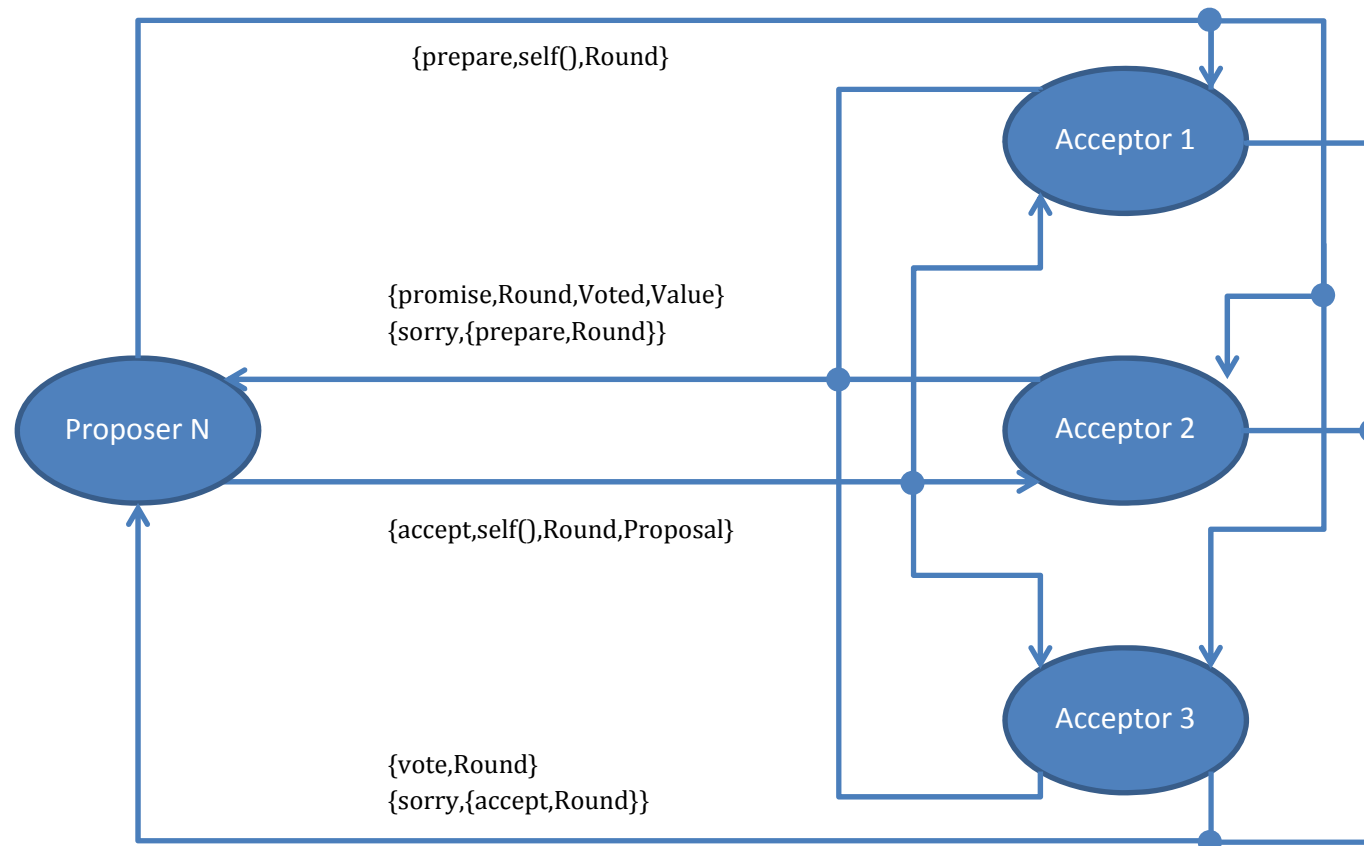 {prepare,self(),Round}
Acceptor 1
{promise,Round,Voted,Value}
{sorry,{prepare,Round}}
Proposer N
Acceptor 2
{accept,self(),Round,Proposal}
Acceptor 3
{vote,Round}
{sorry,{accept,Round}}